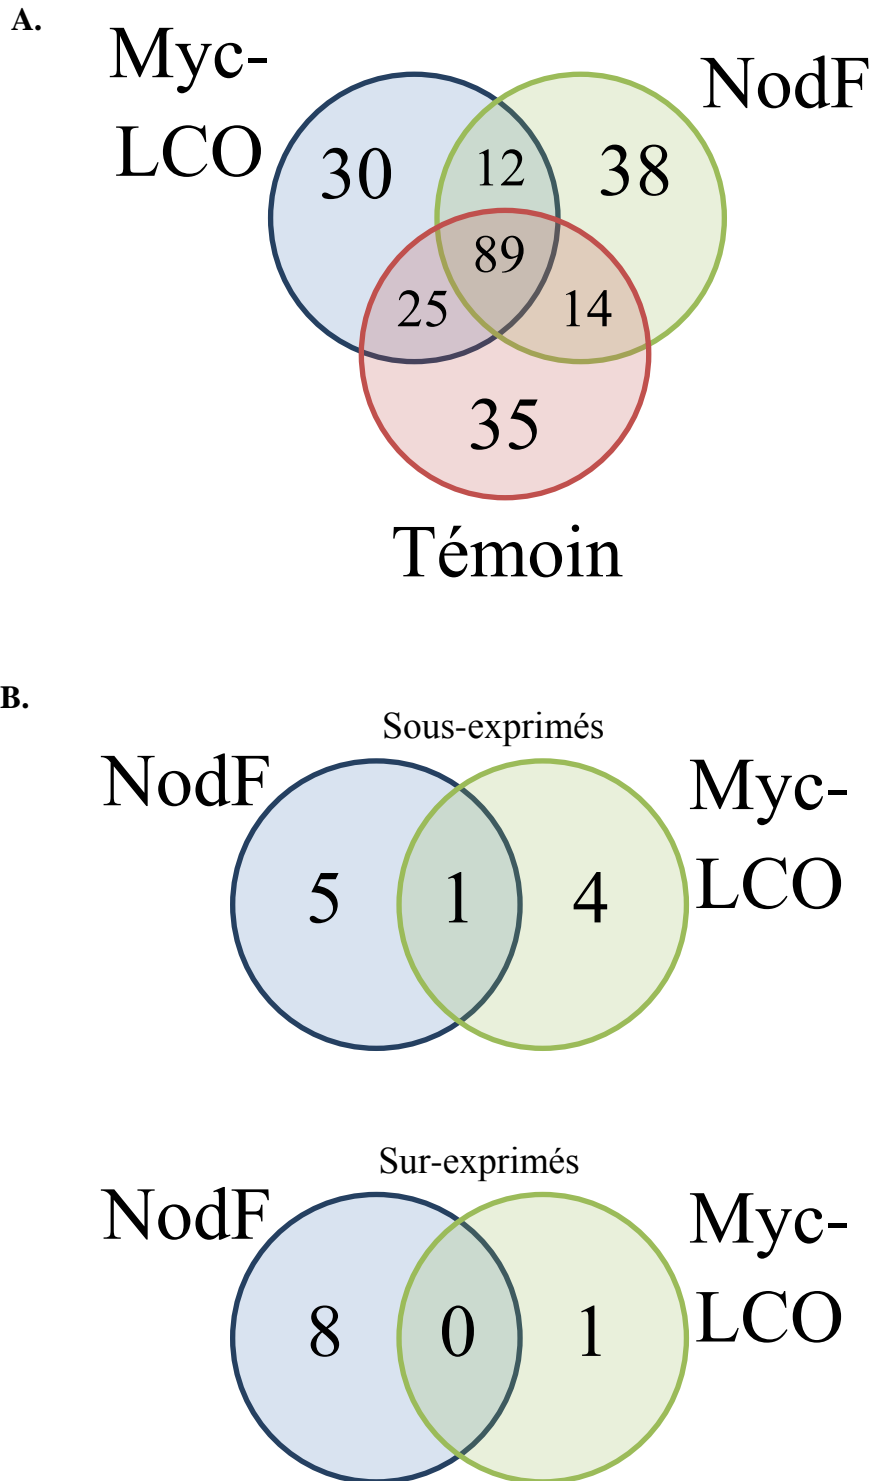 A.
Myc-
LCO
NodF
30
12
38
89
25
14
35
Témoin
B.
Sous-exprimés
NodF
Myc-
LCO
5
1
4
Sur-exprimés
NodF
Myc-
LCO
8
0
1